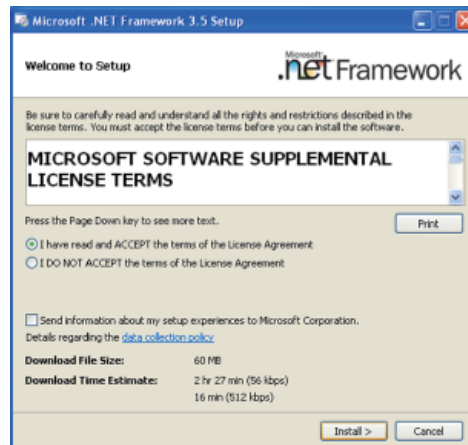 Microsoft .NET Framework 3.5 Setup
Welcome to Setup
Microsoft
.net Framework
Be sure to carefully read and understand all the rights and restrictions described in the
license terms. You must accept the license terms before you can install the software.
MICROSOFT SOFTWARE SUPPLEMENTAL
LICENSE TERMS
Press the Page Down key to see more text.
Print
I have read and ACCEPT the terms of the License Agreement
I DO NOT ACCEPT the terms of the License Agreement
Send information about my setup experiences to Microsoft Corporation.
Details regarding the data collection policy
Download File Size: 60 MB
Download Time Estimate: 2 hr 27 min (56 kbps)
16 min (512 kbps)
Install > Cancel